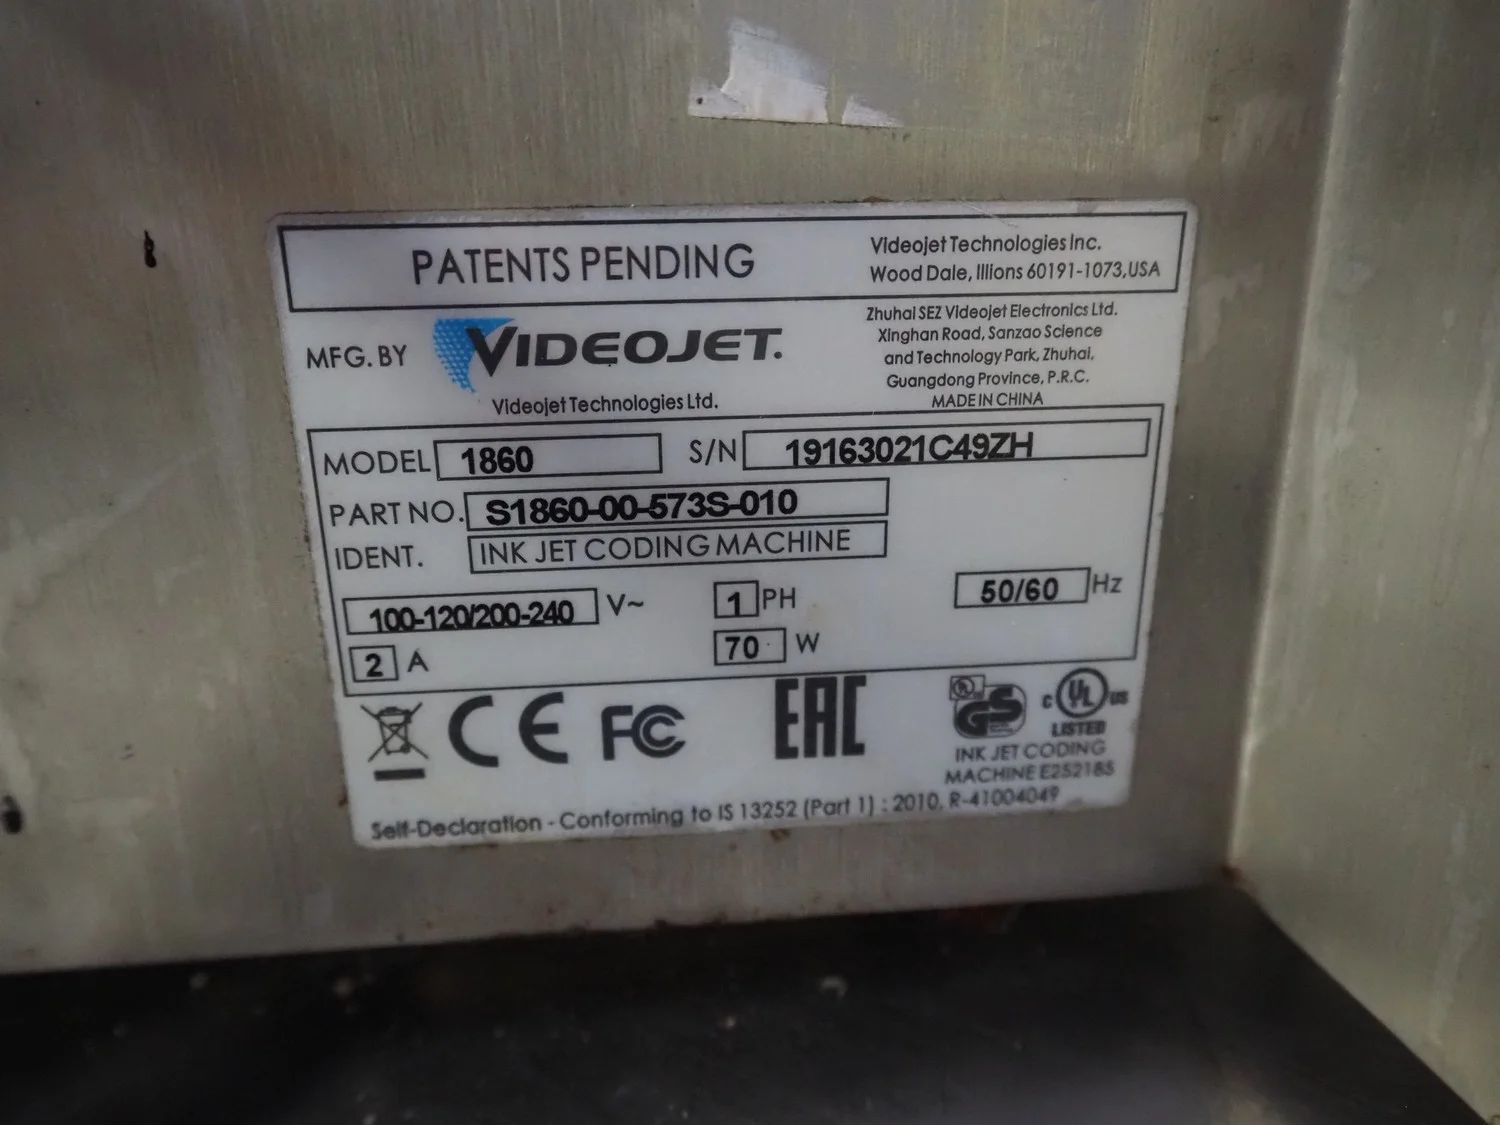 PATENTS PENDING
Videojet Technologies Inc.
Wood Dale, Illions 60191-1073, USA
MFG. BY
VIDEOJET.
Videojet Technologies Ltd.
Zhuhai SEZ Videojet Electronics Ltd.
Xinghan Road, Sanzao Science
and Technology Park, Zhuhai,
Guangdong Province, P.R.C.
MADE IN CHINA
MODEL 1860 S/N 19163021C49ZH
PART NO. S1860-00-573S-010
IDENT. INK JET CODING MACHINE
100-120/200-240 V~ 1 PH 50/60 Hz
2 A 70 W
CE FC EAC
UL GS
c UL US
LISTED
INK JET CODING
MACHINE E252185
Self-Declaration - Conforming to IS 13252 (Part 1) : 2010, R-41004049